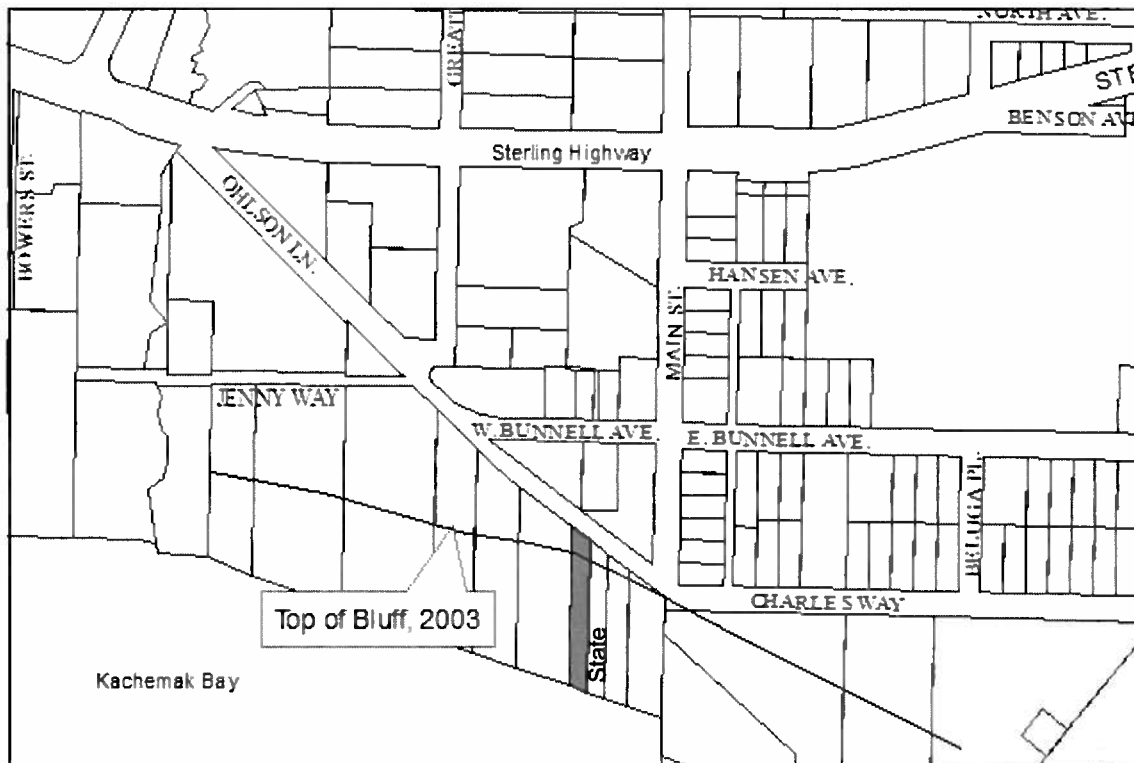 NORTH AVE.
GREAT
STE
BENSON AV
Sterling Highway
BOWERS ST.
OHLSON LN.
HANSEN AVE.
MAIN ST.
JENNY WAY
W. BUNNELL AVE.
E. BUNNELL AVE.
BELUGA PL.
CHARLES WAY
Top of Bluff, 2003
State
Kachemak Bay